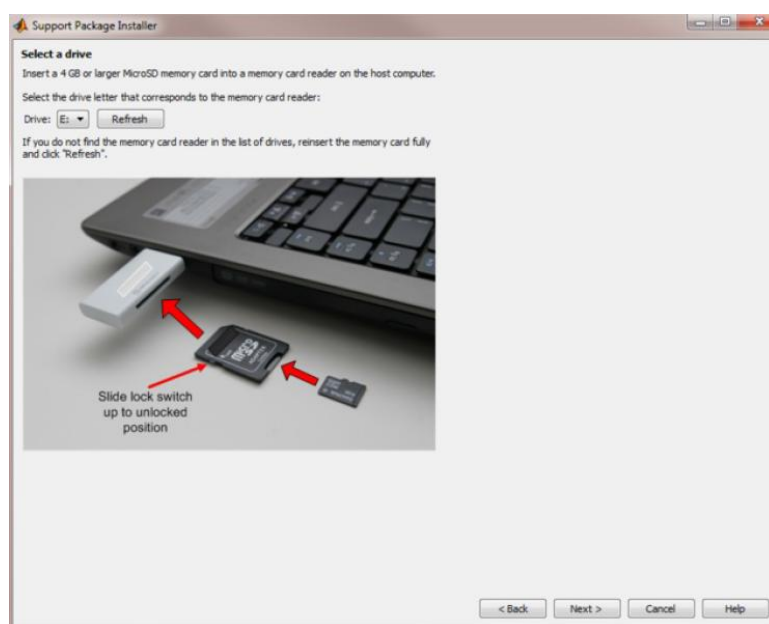 Support Package Installer
Select a drive
Insert a 4 GB or larger MicroSD memory card into a memory card reader on the host computer.
Select the drive letter that corresponds to the memory card reader:
Drive: E: Refresh
If you do not find the memory card reader in the list of drives, reinsert the memory card fully
and click "Refresh".
Micro SD
ADAPTER
Slide lock switch
up to unlocked
position
< Back Next > Cancel Help